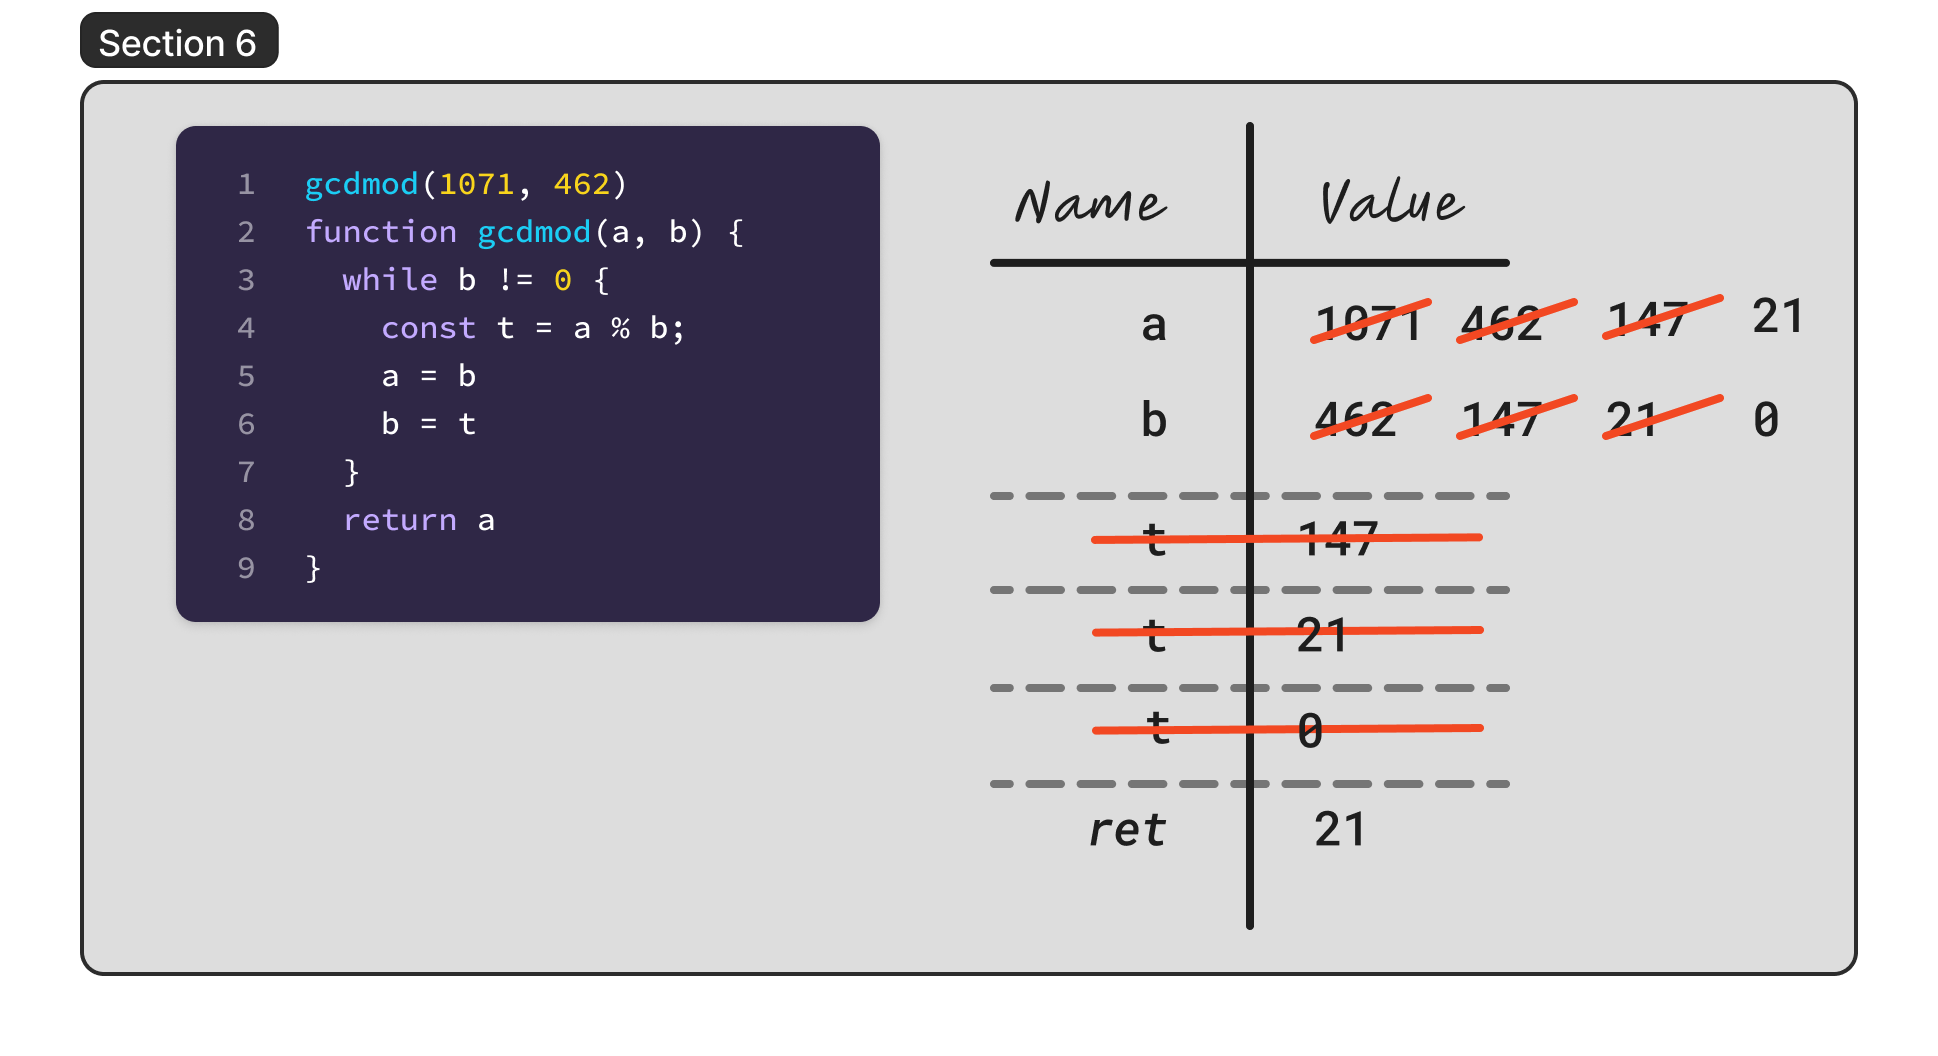 Section 6
1 gcdmod(1071, 462)
2 function gcdmod(a, b) {
3 while b != 0 {
4 const t = a % b;
5 a = b
6 b = t
7 }
8 return a
9 }
Name Value
a 1071 462 147 21
b 462 147 21 0
t 147
t 21
t 0
ret 21